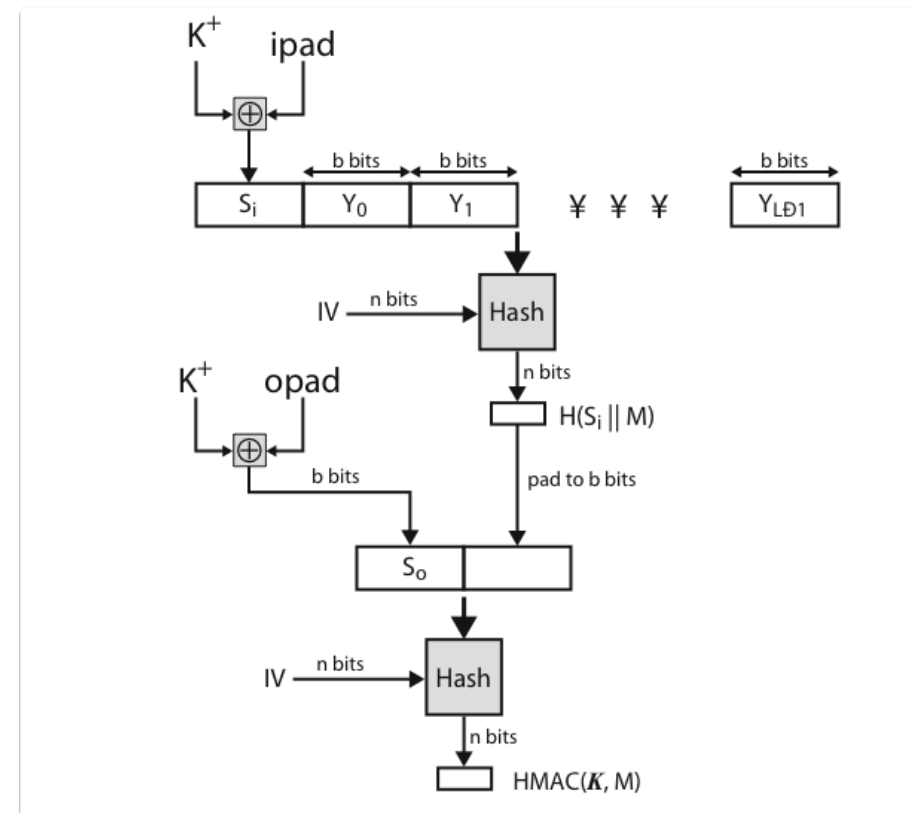 K+ ipad
b bits b bits b bits
Si Y0 Y1 ¥ ¥ ¥ YLÐ1
IV n bits Hash
n bits
K+ opad
H(Si || M)
b bits
pad to b bits
So
IV n bits Hash
n bits
HMAC(K, M)